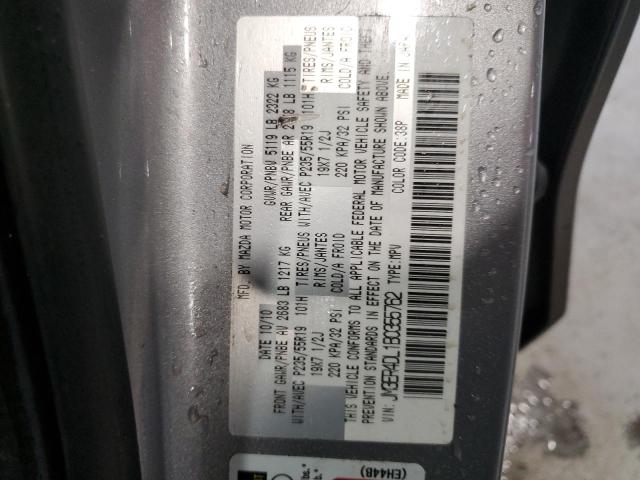 MFD. BY MAZDA MOTOR CORPORATION
DATE 10/10 GVWR/PNBV 5119 LB 2322 KG
FRONT GAWR/PNBE AV 2683 LB 1217 KG REAR GAWR/PNBE AR LB 1115 KG
WITH/AVEC P235/55R19 101H TIRES/PNEUS WITH/AVEC P235/55R19 101H TIRES/PNEUS
19X7 1/2J RIMS/JANTES 19X7 1/2J RIMS/JANTES
220 KPA/32 PSI COLD/A FROID 220 KPA/32 PSI COLD/A FROID
THIS VEHICLE CONFORMS TO ALL APPLICABLE FEDERAL MOTOR VEHICLE SAFETY AND THEFT
PREVENTION STANDARDS IN EFFECT ON THE DATE OF MANUFACTURE SHOWN ABOVE.
VIN: JM3ER4DL1B0355762 TYPE:MPV COLOR CODE:38P MADE IN JAPAN
(EH44B)